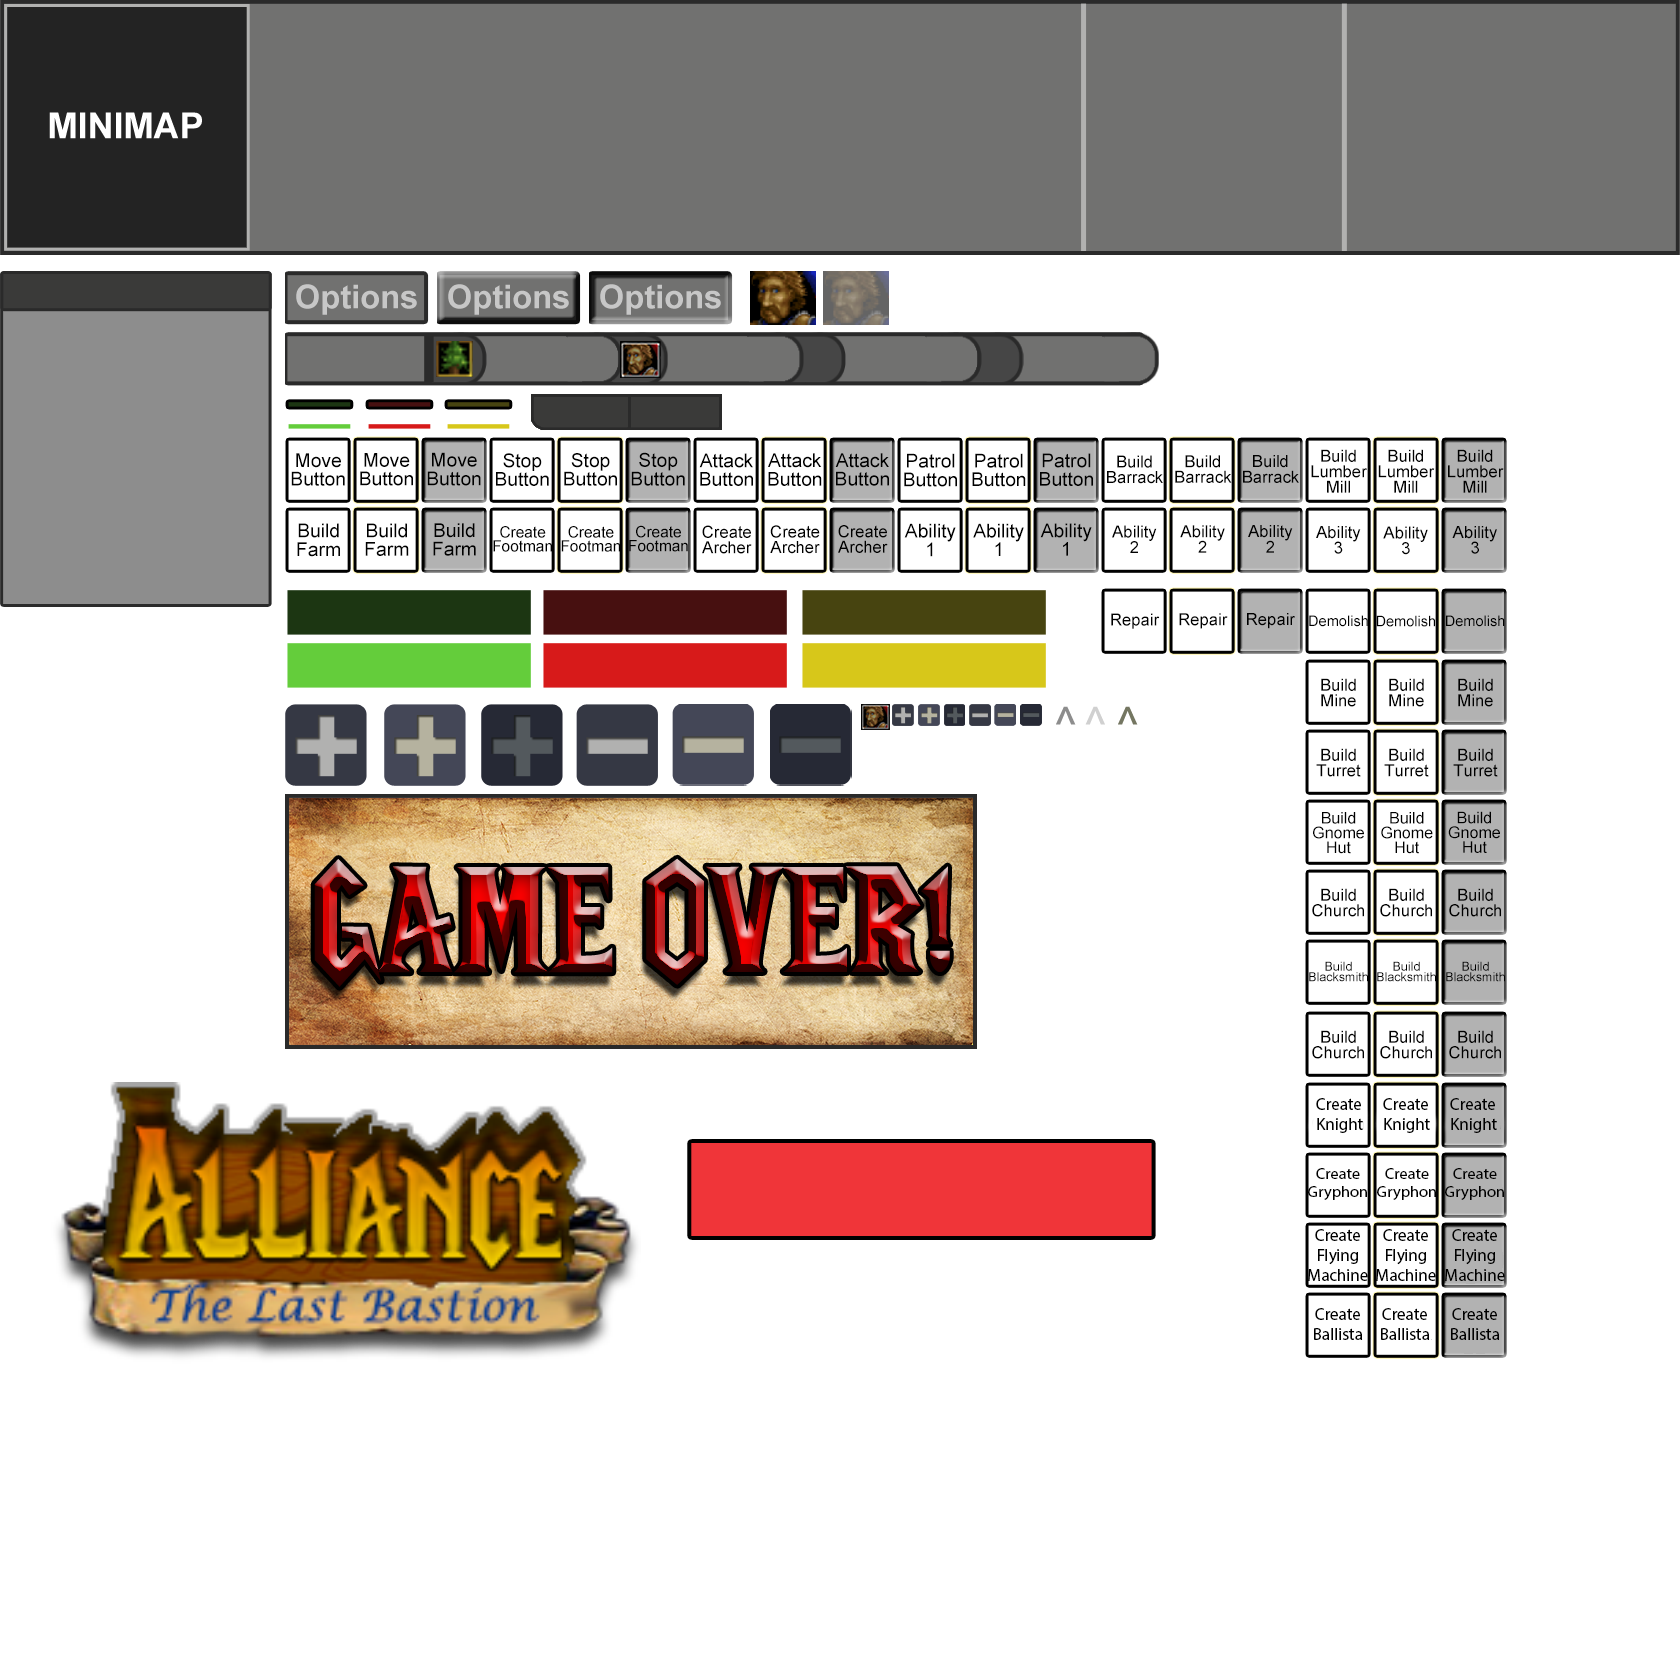 MINIMAP
Options Options Options
Move Button Move Button Move Button Stop Button Stop Button Stop Button Attack Button Attack Button Attack Button Patrol Button Patrol Button Patrol Button Build Barrack Build Barrack Build Barrack Build Lumber Mill Build Lumber Mill Build Lumber Mill
Build Farm Build Farm Build Farm Create Footman Create Footman Create Footman Create Archer Create Archer Create Archer Ability 1 Ability 1 Ability 1 Ability 2 Ability 2 Ability 2 Ability 3 Ability 3 Ability 3
Repair Repair Repair Demolish Demolish Demolish
Build Mine Build Mine Build Mine
Build Turret Build Turret Build Turret
Build Gnome Hut Build Gnome Hut Build Gnome Hut
Build Church Build Church Build Church
Build Blacksmith Build Blacksmith Build Blacksmith
Build Church Build Church Build Church
Create Knight Create Knight Create Knight
Create Gryphon Create Gryphon Create Gryphon
Create Flying Machine Create Flying Machine Create Flying Machine
Create Ballista Create Ballista Create Ballista
GAME OVER!
ALLIANCE
The Last Bastion